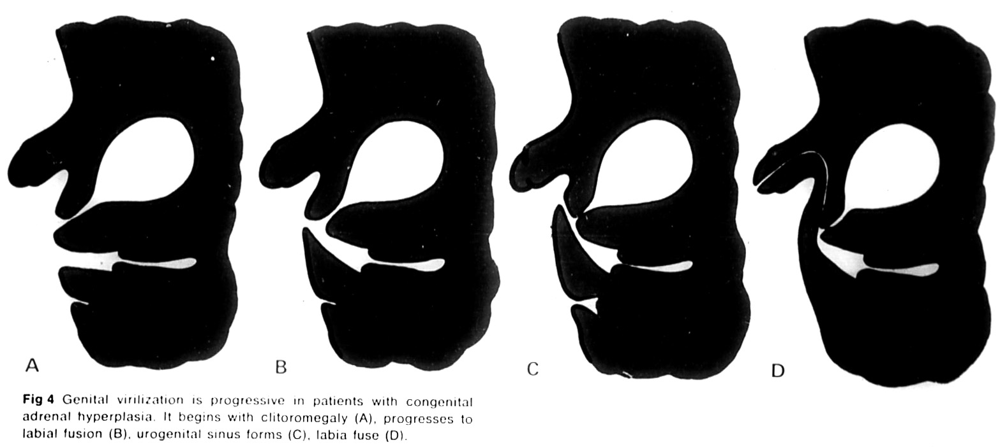 A
B
C
D
Fig 4 Genital virilization is progressive in patients with congenital
adrenal hyperplasia. It begins with clitoromegaly (A), progresses to
labial fusion (B), urogenital sinus forms (C), labia fuse (D).